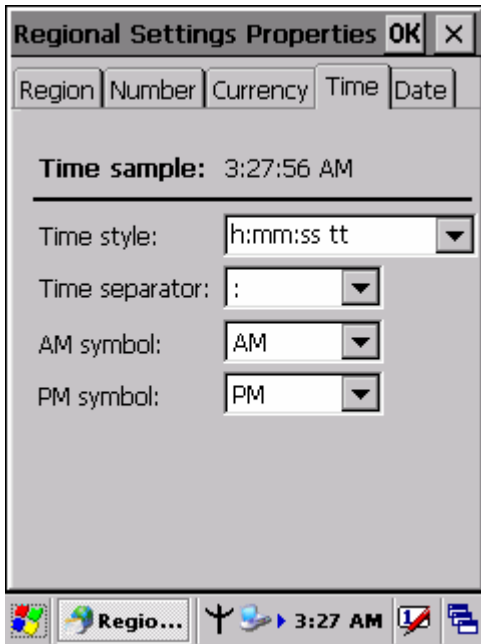 Regional Settings Properties OK ×
Region Number Currency Time Date
Time sample: 3:27:56 AM
Time style: h:mm:ss tt
Time separator: :
AM symbol: AM
PM symbol: PM
Regio... 3:27 AM 1